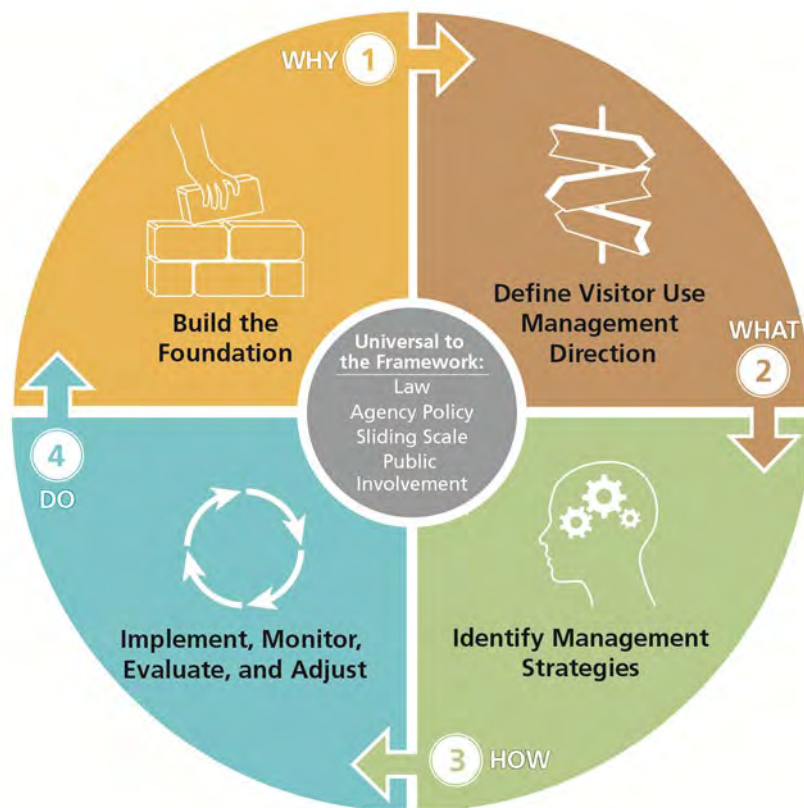 WHY 1
Build the
Foundation
Define Visitor Use
Management
Direction
WHAT
2
Universal to
the Framework:
Law
Agency Policy
Sliding Scale
Public
Involvement
Identify Management
Strategies
3 HOW
Implement, Monitor,
Evaluate, and Adjust
4
DO